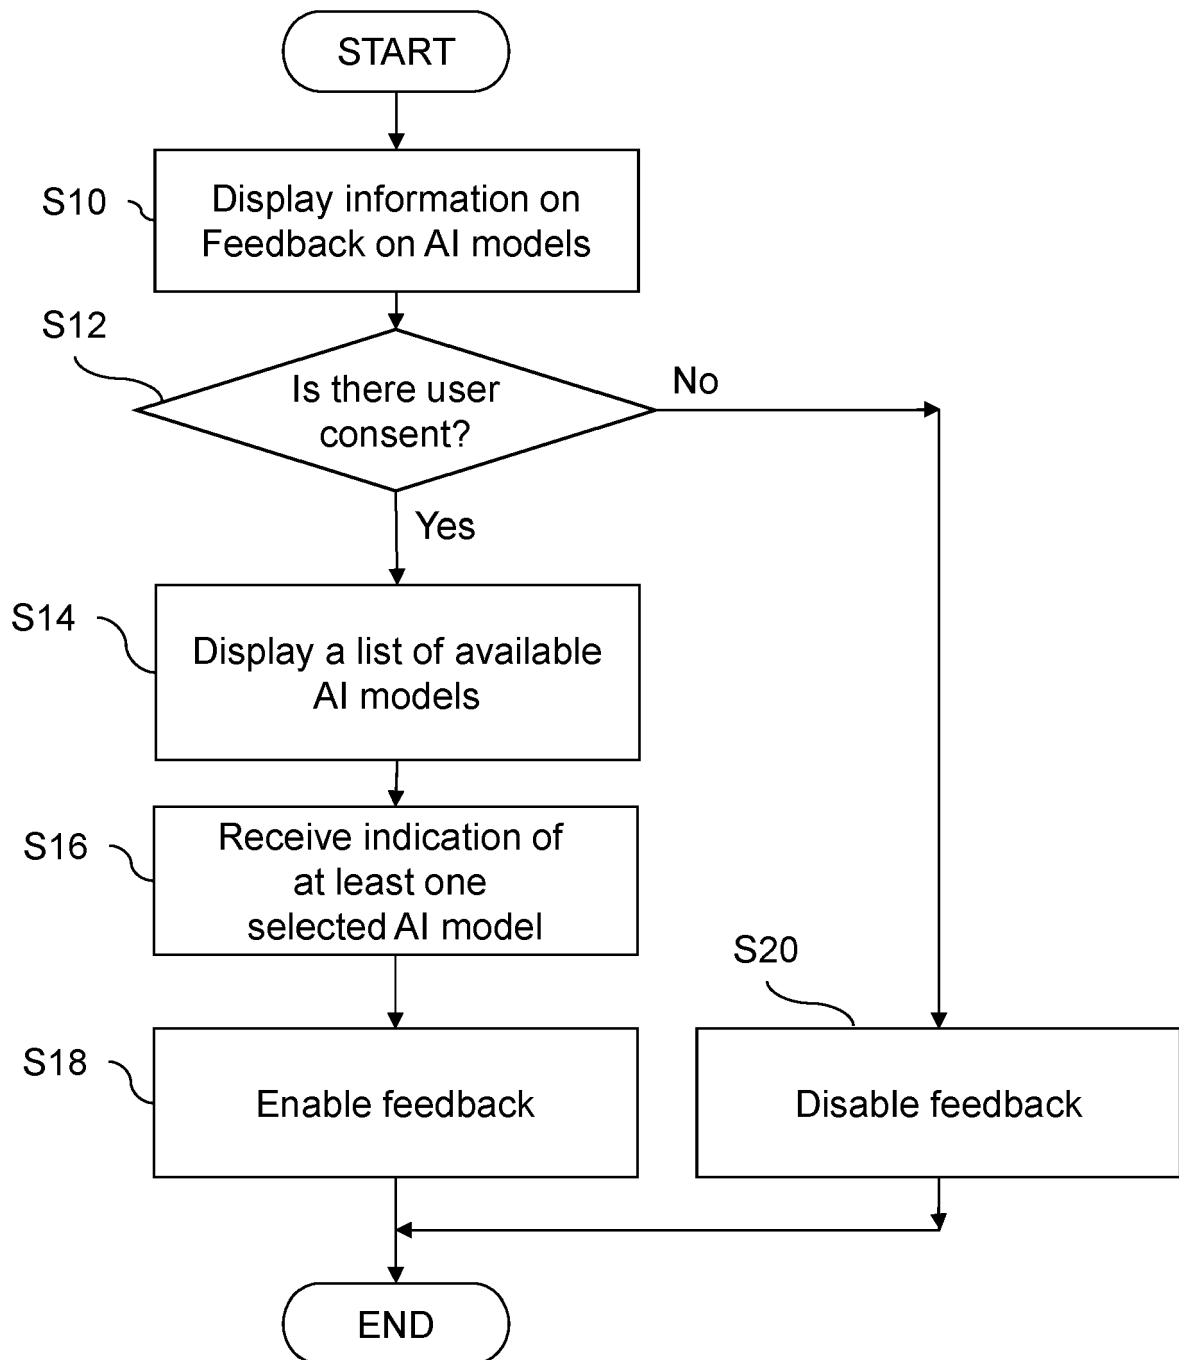 START
S10
Display information on
Feedback on AI models
S12
Is there user
consent?
No
Yes
S14
Display a list of available
AI models
S16
Receive indication of
at least one
selected AI model
S18
Enable feedback
S20
Disable feedback
END